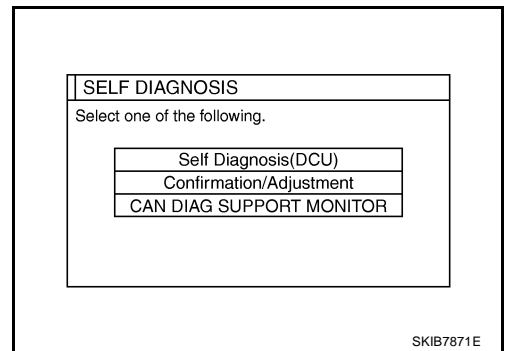 SELF DIAGNOSIS
Select one of the following.
Self Diagnosis(DCU)
Confirmation/Adjustment
CAN DIAG SUPPORT MONITOR
SKIB7871E